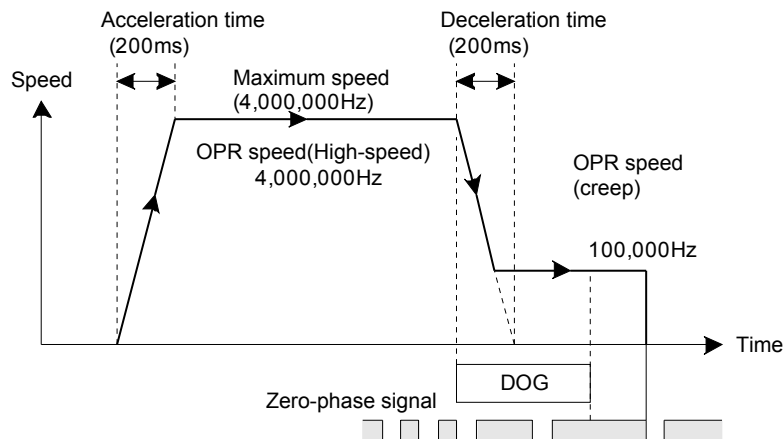 Acceleration time
(200ms)
Deceleration time
(200ms)
Speed
Maximum speed
(4,000,000Hz)
OPR speed(High-speed)
4,000,000Hz
OPR speed
(creep)
100,000Hz
Time
DOG
Zero-phase signal